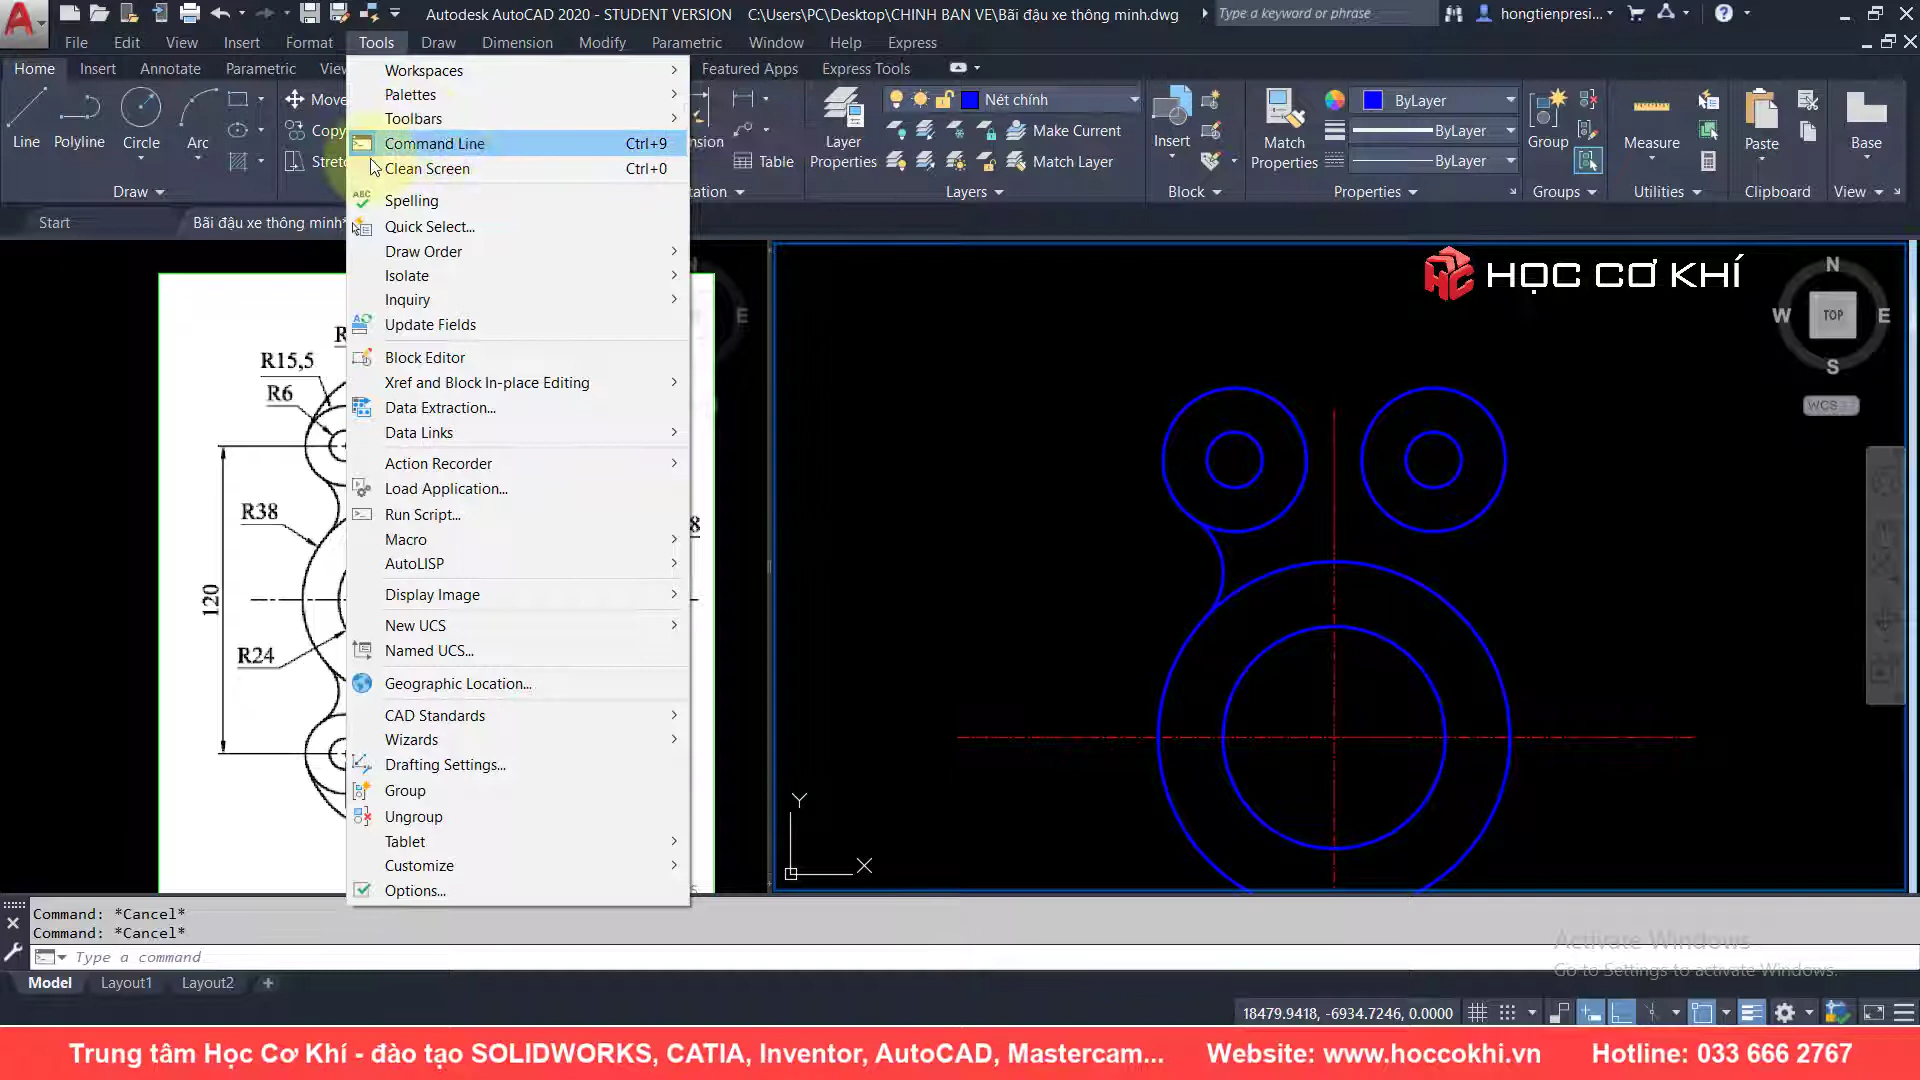 Autodesk AutoCAD 2020 - STUDENT VERSION C:\Users\PC\Desktop\CHINH BAN VE\Bãi đậu xe thông minh.dwg
Type a keyword or phrase
hongtienpresi...
File Edit View Insert Format Tools Draw Dimension Modify Parametric Window Help Express
Home Insert Annotate Parametric Featured Apps Express Tools
Line
Polyline
Circle
Arc
Move
Copy
Draw
Workspaces
Palettes
Toolbars
Command Line Ctrl+9
Clean Screen Ctrl+0
Spelling
Quick Select...
Draw Order
Isolate
Inquiry
Update Fields
Block Editor
Xref and Block In-place Editing
Data Extraction...
Data Links
Action Recorder
Load Application...
Run Script...
Macro
AutoLISP
Display Image
New UCS
Named UCS...
Geographic Location...
CAD Standards
Wizards
Drafting Settings...
Group
Ungroup
Tablet
Customize
Options...
Table
Layer Properties
Nét chính
Make Current
Match Layer
Layers
Insert
Block
Match Properties
ByLayer
ByLayer
ByLayer
Properties
Group
Groups
Measure
Utilities
Paste
Clipboard
Base
View
Start
Bãi đậu xe thông minh*
R15,5
R6
R38
120
R24
HỌC CƠ KHÍ
N
W TOP E
S
WCS
E
Y
X
Command: *Cancel*
Command: *Cancel*
Type a command
Activate Windows
Go to Settings to activate Windows.
Model Layout1 Layout2 +
18479.9418, -6934.7246, 0.0000
Trung tâm Học Cơ Khí - đào tạo SOLIDWORKS, CATIA, Inventor, AutoCAD, Mastercam... Website: www.hoccokhi.vn Hotline: 033 666 2767